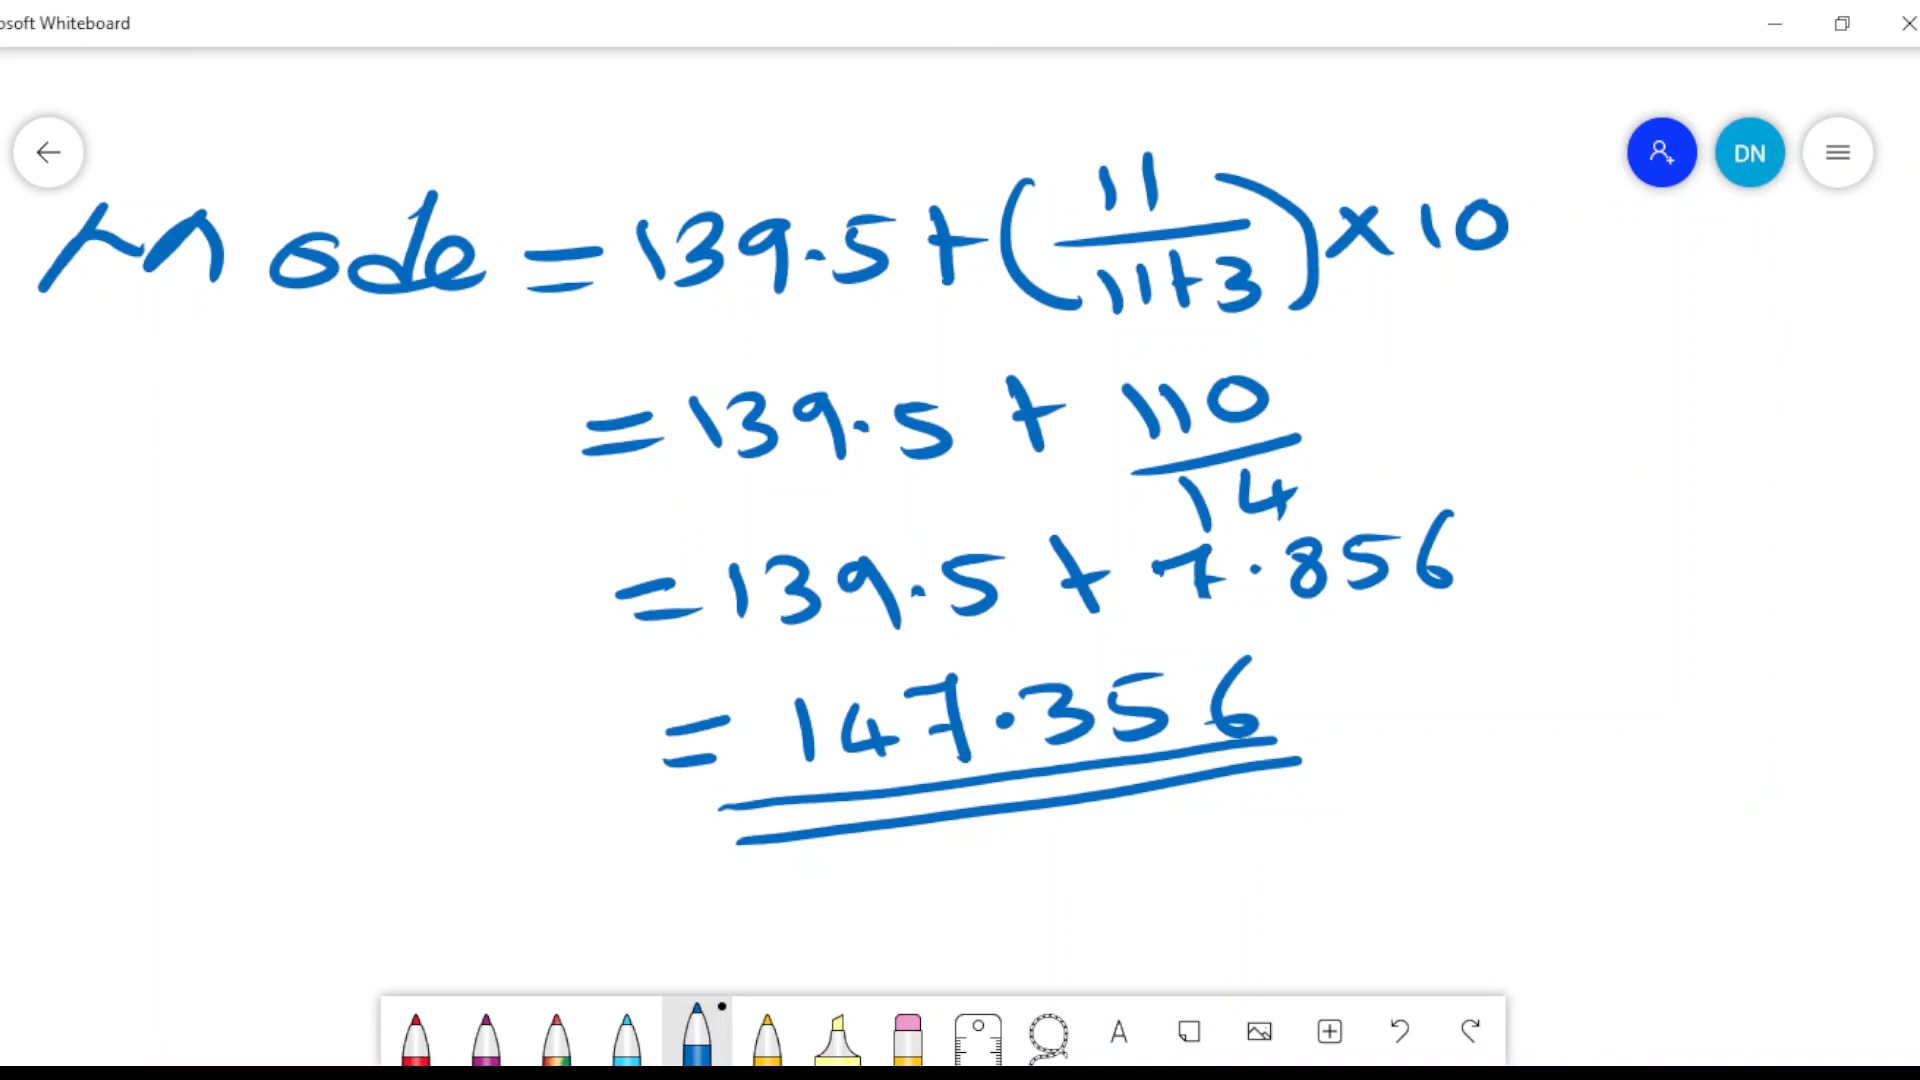 osoft Whiteboard
DN
Mode = 139.5 + (11/11+3) × 10
= 139.5 + 110/14
= 139.5 + 7.856
= 147.356
A